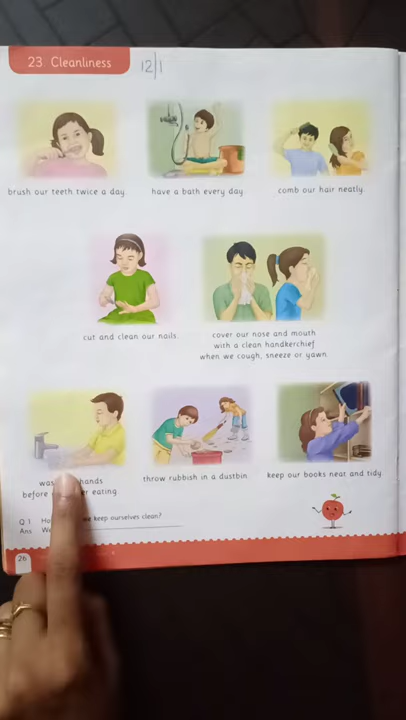 23 Cleanliness
12/1
brush our teeth twice a day.
have a bath every day.
comb our hair neatly.
cut and clean our nails.
cover our nose and mouth
with a clean handkerchief
when we cough, sneeze or yawn.
hands
before eating.
throw rubbish in a dustbin.
keep our books neat and tidy.
Q 1 keep ourselves clean?
Ans
26